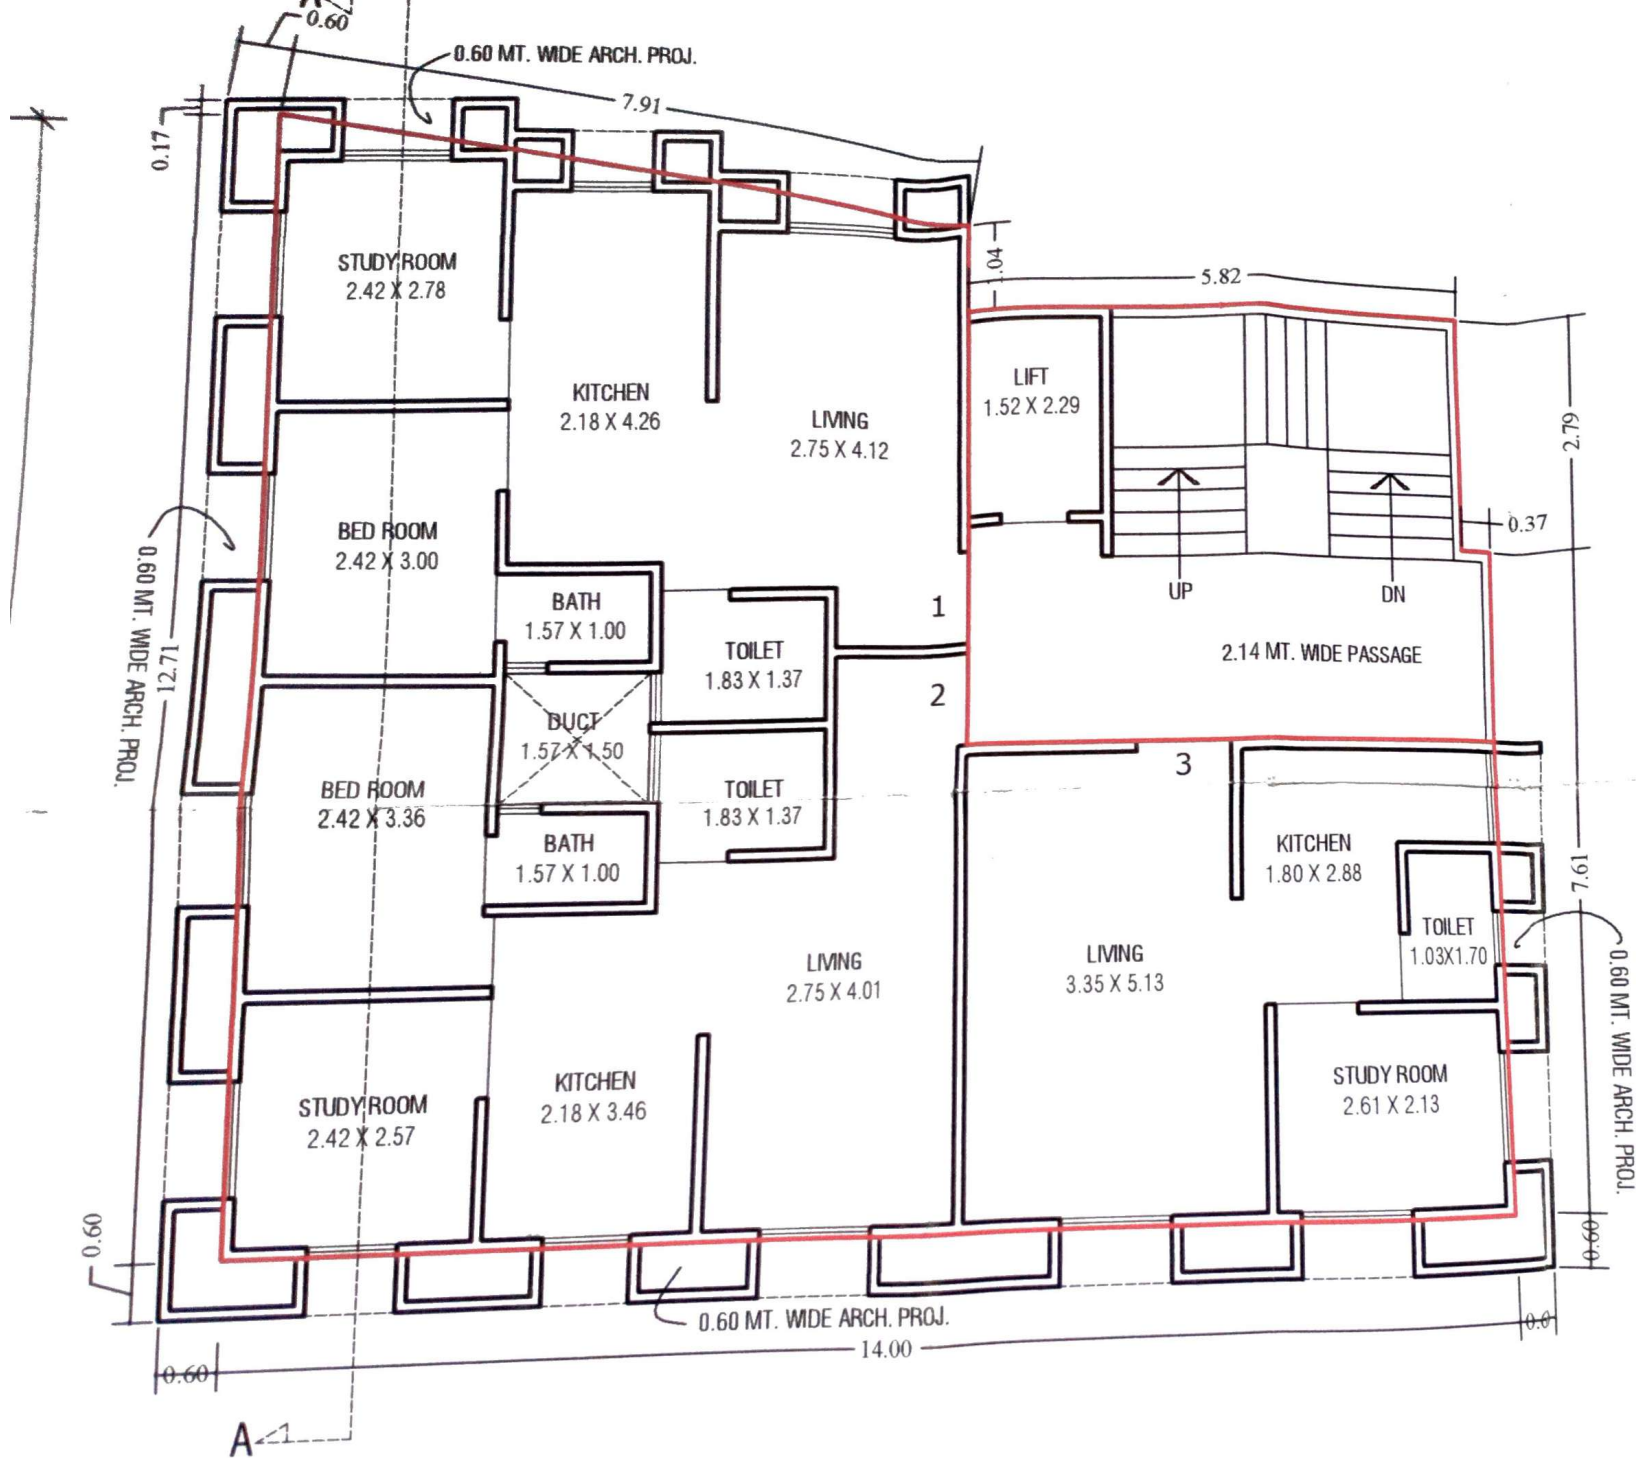 0.60
0.60 MT. WIDE ARCH. PROJ.
7.91
0.17
STUDY ROOM
2.42 X 2.78
KITCHEN
2.18 X 4.26
LIVING
2.75 X 4.12
.04
5.82
LIFT
1.52 X 2.29
2.79
0.37
UP
DN
BED ROOM
2.42 X 3.00
BATH
1.57 X 1.00
1
TOILET
1.83 X 1.37
2.14 MT. WIDE PASSAGE
0.60 MT. WIDE ARCH. PROJ.
12.71
2
DUCT
1.57 X 1.50
3
BED ROOM
2.42 X 3.36
TOILET
1.83 X 1.37
BATH
1.57 X 1.00
KITCHEN
1.80 X 2.88
7.61
TOILET
1.03X1.70
LIVING
2.75 X 4.01
LIVING
3.35 X 5.13
0.60 MT. WIDE ARCH. PROJ.
STUDY ROOM
2.42 X 2.57
KITCHEN
2.18 X 3.46
STUDY ROOM
2.61 X 2.13
0.60
0.60
0.60 MT. WIDE ARCH. PROJ.
14.00
0.60
0.6
A